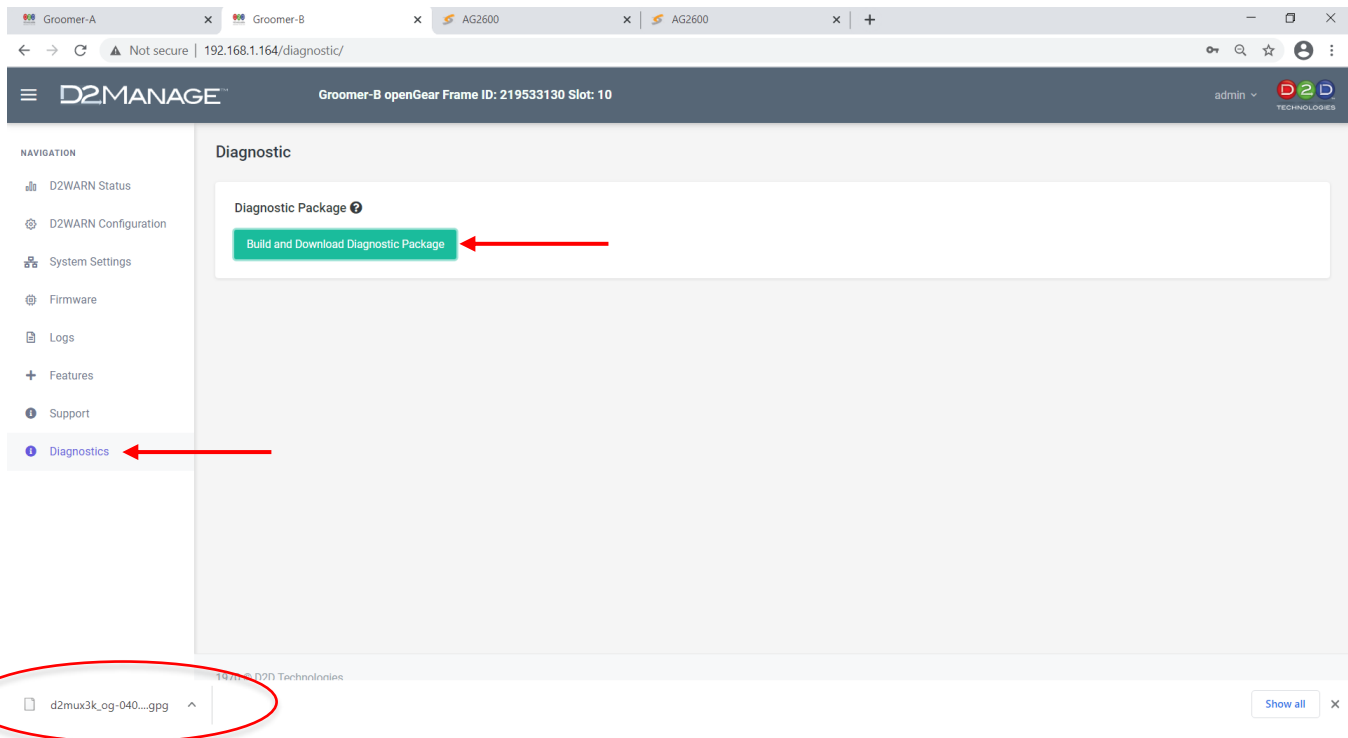 Groomer-A
Groomer-B
AG2600
AG2600
Not secure | 192.168.1.164/diagnostic/
D2MANAGE™
Groomer-B openGear Frame ID: 219533130 Slot: 10
admin
D2D
TECHNOLOGIES
NAVIGATION
Diagnostic
D2WARN Status
Diagnostic Package
D2WARN Configuration
Build and Download Diagnostic Package
System Settings
Firmware
Logs
Features
Support
Diagnostics
1970 © D2D Technologies
d2mux3k_og-040....gpg
Show all